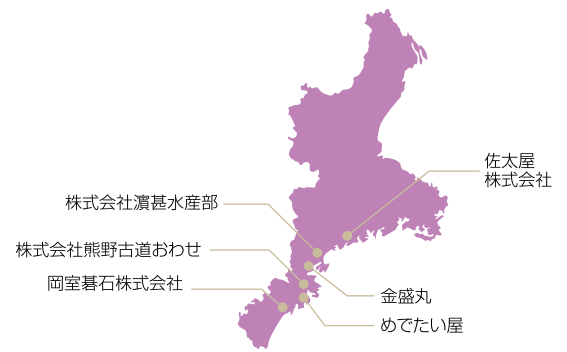 佐太屋
株式会社
株式会社濵甚水産部
株式会社熊野古道おわせ
岡室碁石株式会社
金盛丸
めでたい屋